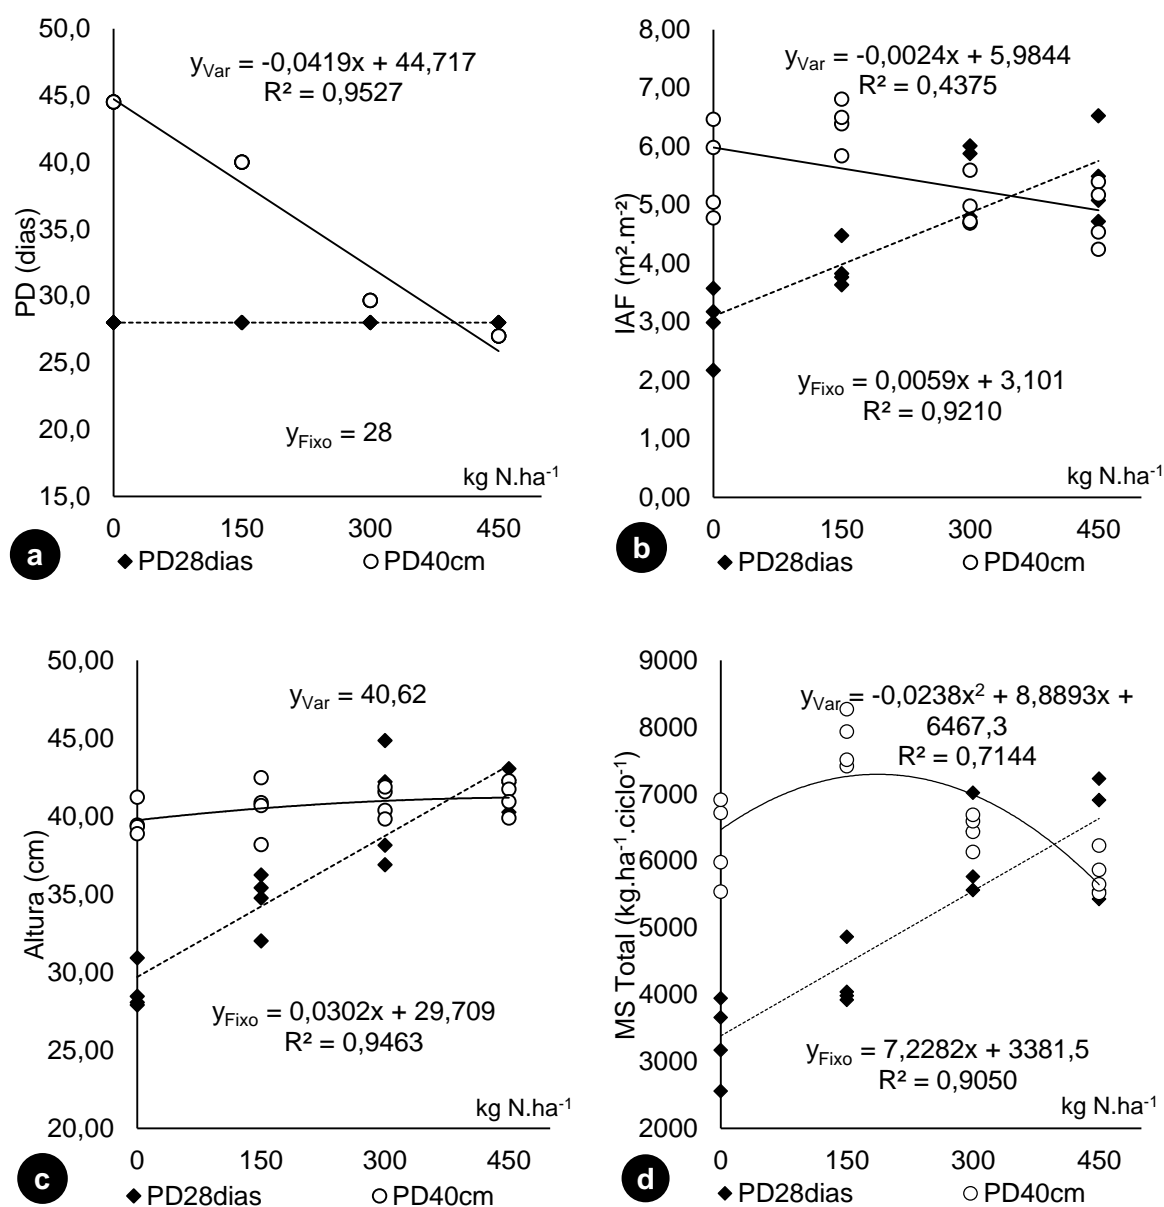 50,0
45,0
40,0
35,0
30,0
25,0
20,0
15,0
PD (dias)
yVar = -0,0419x + 44,717
R² = 0,9527
yFixo = 28
kg N.ha-1
0 150 300 450
a
PD28dias PD40cm
8,00
7,00
6,00
5,00
4,00
3,00
2,00
1,00
0,00
IAF (m².m-²)
yVar = -0,0024x + 5,9844
R² = 0,4375
yFixo = 0,0059x + 3,101
R² = 0,9210
kg N.ha-1
0 150 300 450
b
PD28dias PD40cm
50,00
45,00
40,00
35,00
30,00
25,00
20,00
Altura (cm)
yVar = 40,62
yFixo = 0,0302x + 29,709
R² = 0,9463
kg N.ha-1
0 150 300 450
c
PD28dias PD40cm
9000
8000
7000
6000
5000
4000
3000
2000
MS Total (kg.ha-1.ciclo-1)
yVar = -0,0238x² + 8,8893x +
6467,3
R² = 0,7144
yFixo = 7,2282x + 3381,5
R² = 0,9050
kg N.ha-1
0 150 300 450
d
PD28dias PD40cm